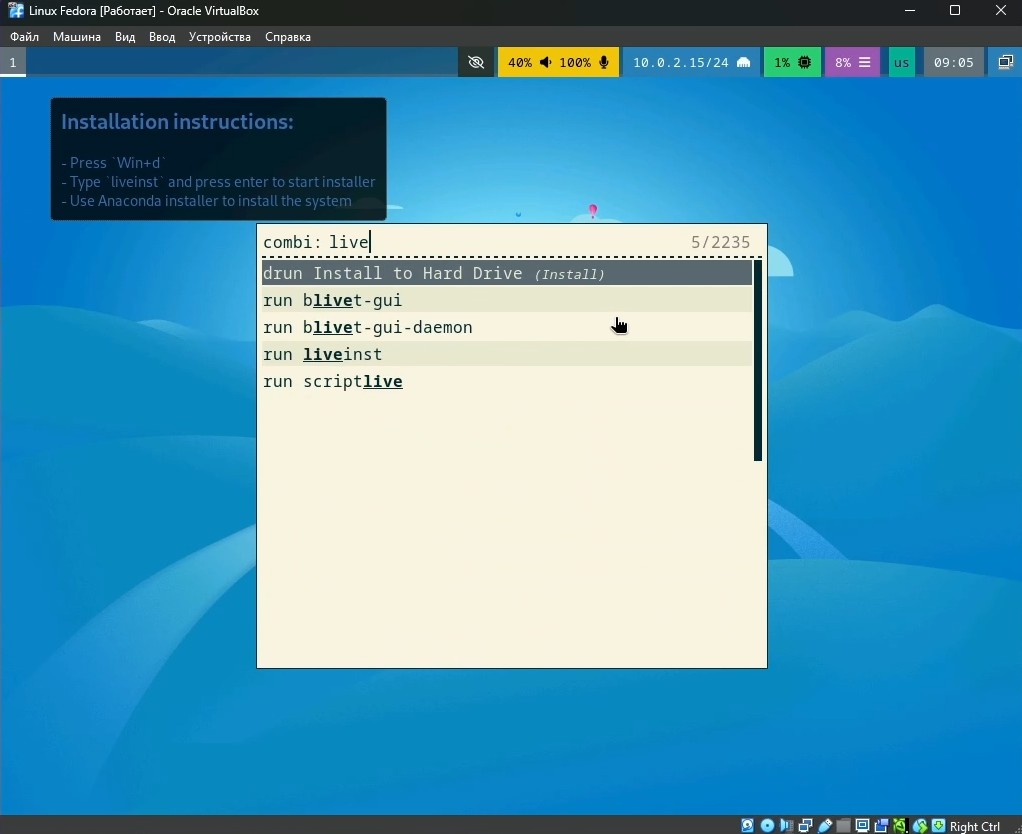 Linux Fedora [Работает] - Oracle VirtualBox
Файл Машина Вид Ввод Устройства Справка
1 40% 100% 10.0.2.15/24 1% 8% us 09:05
Installation instructions:
- Press `Win+d`
- Type `liveinst` and press enter to start installer
- Use Anaconda installer to install the system
combi: live 5/2235
drun Install to Hard Drive (Install)
run blivet-gui
run blivet-gui-daemon
run liveinst
run scriptlive
Right Ctrl